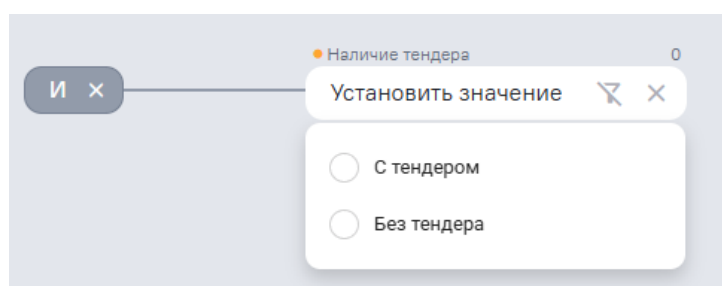 Наличие тендера 0
И × Установить значение ×
С тендером
Без тендера